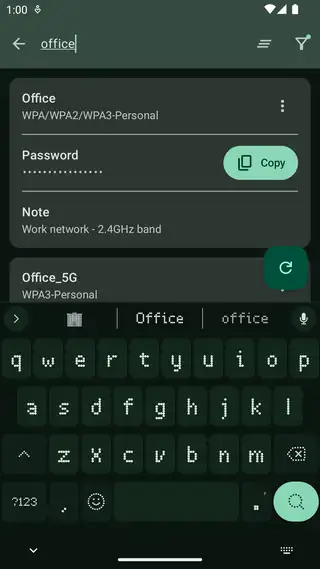 1:00
office
Office
WPA/WPA2/WPA3-Personal
Password
••••••••••••••••
Copy
Note
Work network - 2.4GHz band
Office_5G
WPA3-Personal
Office office
q w e r t y u i o p
a s d f g h j k l
z x c v b n m
?123 , .